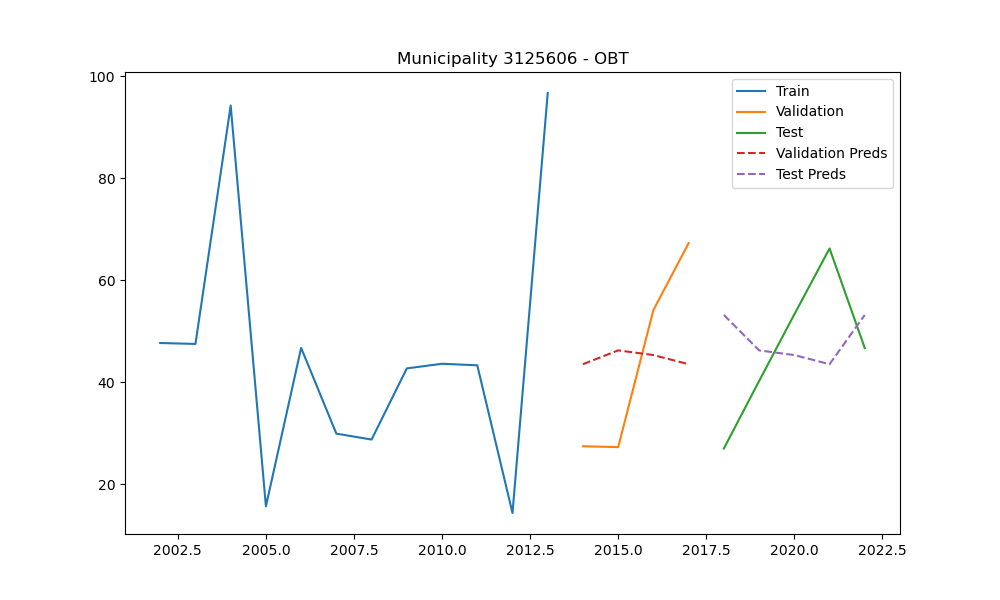 Municipality 3125606 - OBT
100
80
60
40
20
Train
Validation
Test
Validation Preds
Test Preds
2002.5 2005.0 2007.5 2010.0 2012.5 2015.0 2017.5 2020.0 2022.5